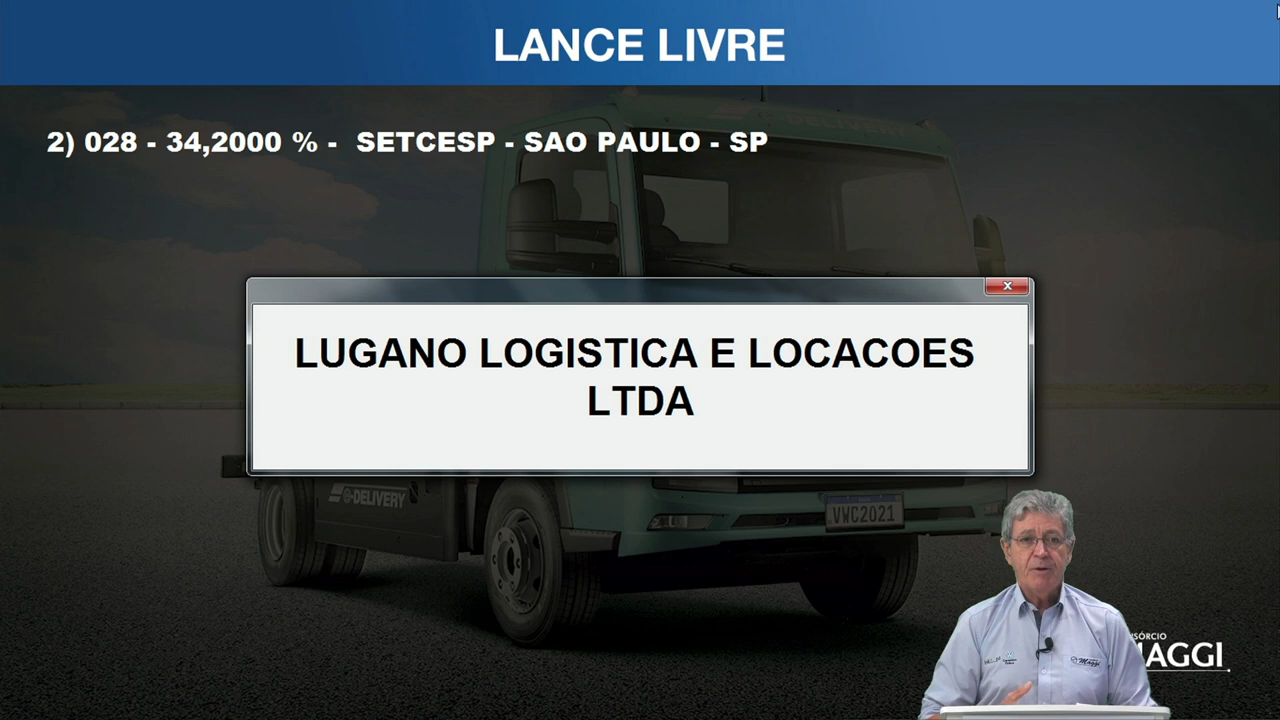 LANCE LIVRE
2) 028 - 34,2000 % - SETCESP - SAO PAULO - SP
LUGANO LOGISTICA E LOCACOES
LTDA
e-DELIVERY
VWC2021
Maggi